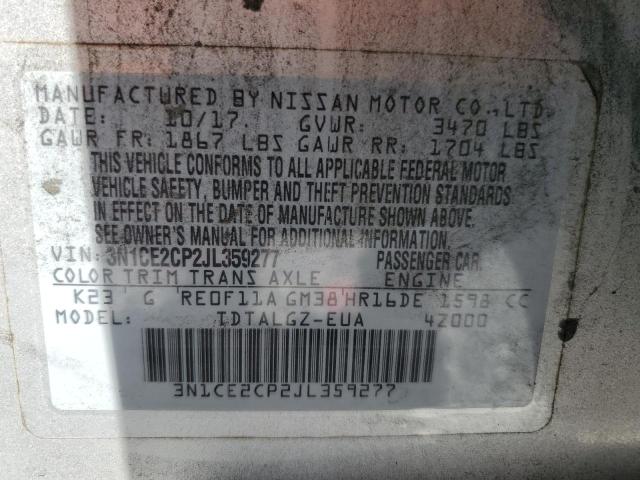 MANUFACTURED BY NISSAN MOTOR CO., LTD.
DATE: 10/17 GVWR: 3470 LBS
GAWR FR: 1867 LBS GAWR RR: 1704 LBS
THIS VEHICLE CONFORMS TO ALL APPLICABLE FEDERAL MOTOR
VEHICLE SAFETY, BUMPER AND THEFT PREVENTION STANDARDS
IN EFFECT ON THE DATE OF MANUFACTURE SHOWN ABOVE.
SEE OWNER'S MANUAL FOR ADDITIONAL INFORMATION.
VIN: 3N1CE2CP2JL359277 PASSENGER CAR.
COLOR TRIM TRANS AXLE ENGINE
K23 G RE0F11A GM38 HR16DE 1598 CC
MODEL: TDTALGZ-EUA 42000
3N1CE2CP2JL359277